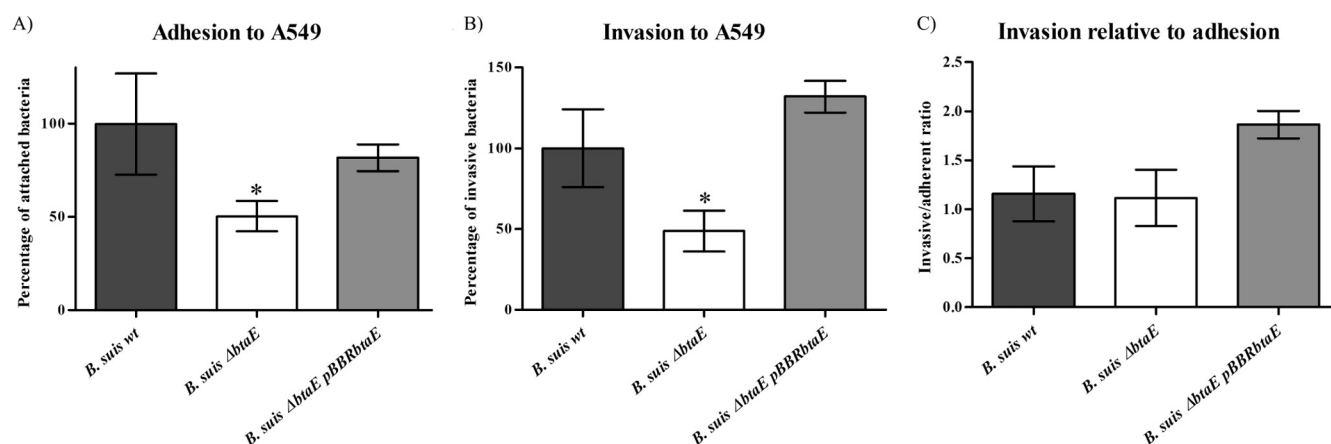 A)
Adhesion to A549
Percentage of attached bacteria
100
50
0
*
B. suis wt
B. suis ΔbtaE
B. suis ΔbtaE pBBRbtaE
B)
Invasion to A549
Percentage of invasive bacteria
150
100
50
0
*
B. suis wt
B. suis ΔbtaE
B. suis ΔbtaE pBBRbtaE
C)
Invasion relative to adhesion
Invasive/adherent ratio
2.5
2.0
1.5
1.0
0.5
0.0
B. suis wt
B. suis ΔbtaE
B. suis ΔbtaE pBBRbtaE